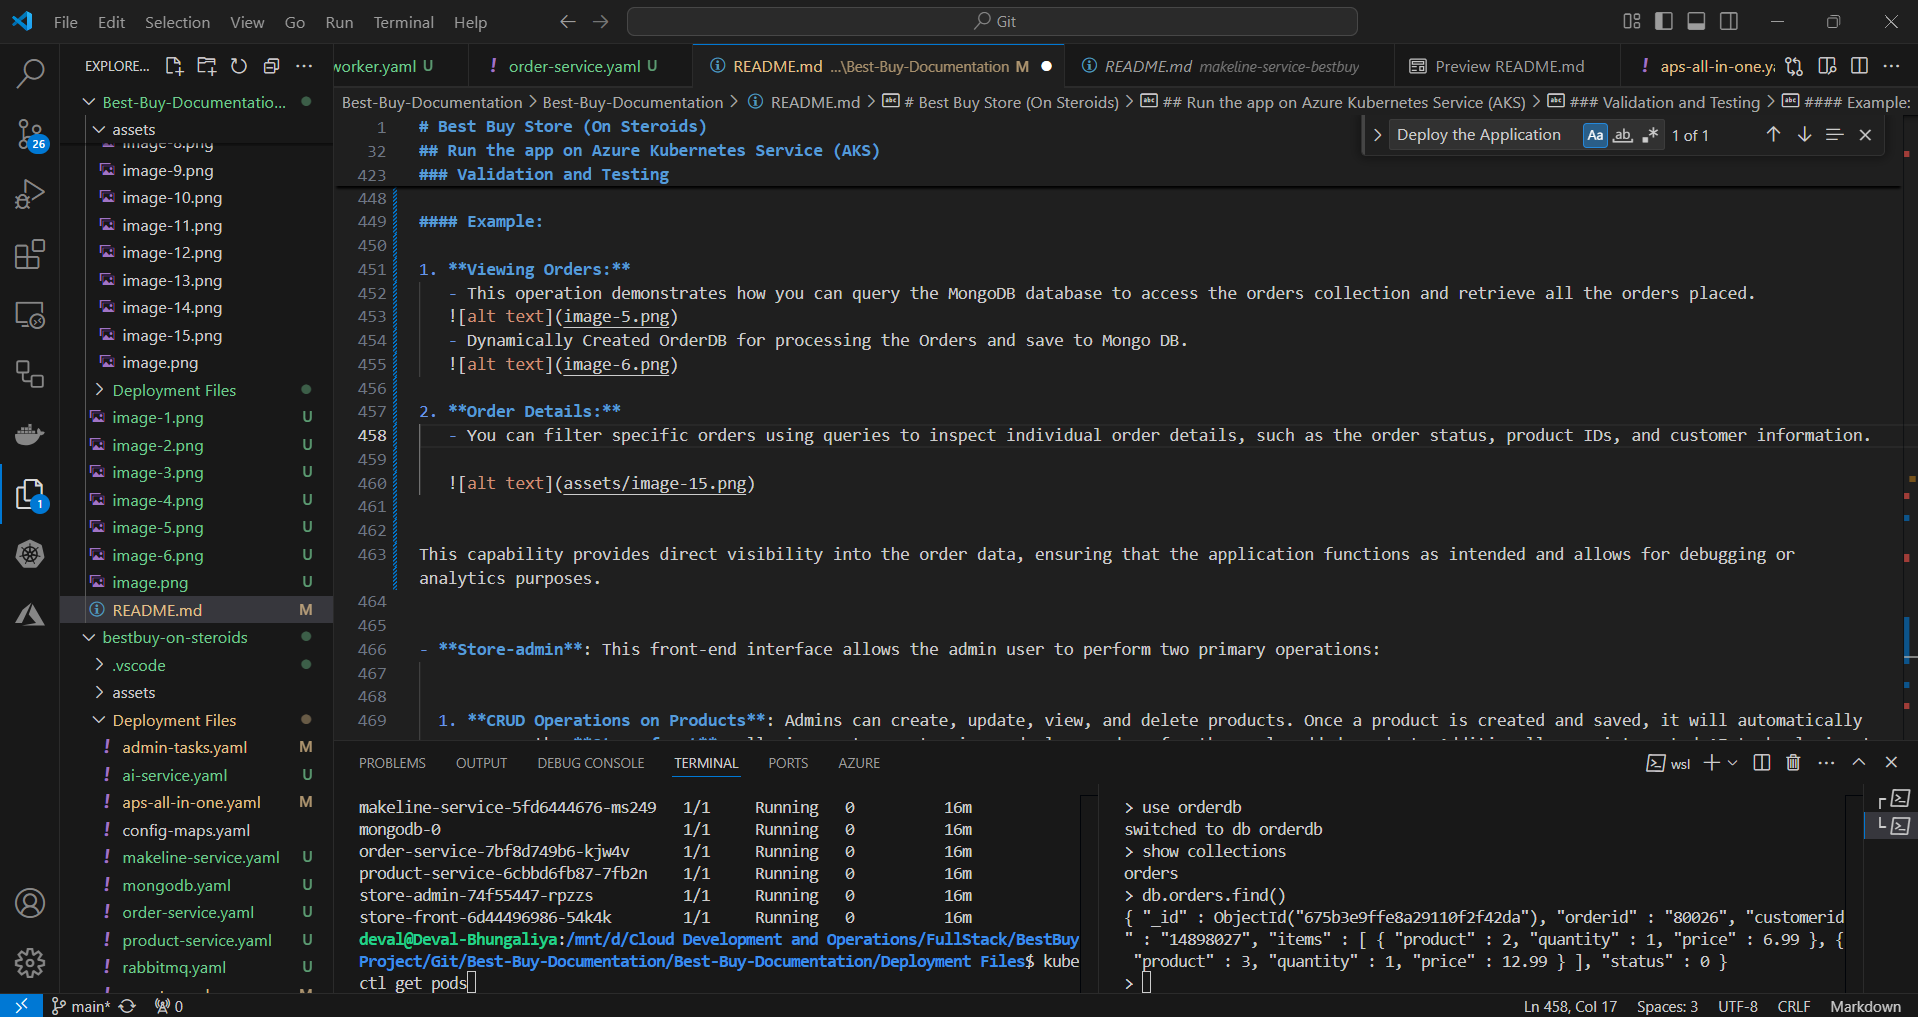 File Edit Selection View Go Run Terminal Help
Git
EXPLORE...
worker.yaml U
! order-service.yaml U
README.md ...\Best-Buy-Documentation M
README.md makeline-service-bestbuy
Preview README.md
! aps-all-in-one.ya
Best-Buy-Documentation > Best-Buy-Documentation > README.md > # Best Buy Store (On Steroids) > ## Run the app on Azure Kubernetes Service (AKS) > ### Validation and Testing > #### Example:
Deploy the Application Aa ab 1 of 1
26
1
Best-Buy-Documentatio...
assets
image-8.png
image-9.png
image-10.png
image-11.png
image-12.png
image-13.png
image-14.png
image-15.png
image.png
Deployment Files
image-1.png U
image-2.png U
image-3.png U
image-4.png U
image-5.png U
image-6.png U
image.png U
README.md M
bestbuy-on-steroids
.vscode
assets
Deployment Files
! admin-tasks.yaml M
! ai-service.yaml U
! aps-all-in-one.yaml M
! config-maps.yaml
! makeline-service.yaml U
! mongodb.yaml U
! order-service.yaml U
! product-service.yaml U
! rabbitmq.yaml U
1 # Best Buy Store (On Steroids)
32 ## Run the app on Azure Kubernetes Service (AKS)
423 ### Validation and Testing
448
449 #### Example:
450
451 1. **Viewing Orders:**
452 - This operation demonstrates how you can query the MongoDB database to access the orders collection and retrieve all the orders placed.
453 ![alt text](image-5.png)
454 - Dynamically Created OrderDB for processing the Orders and save to Mongo DB.
455 ![alt text](image-6.png)
456
457 2. **Order Details:**
458 - You can filter specific orders using queries to inspect individual order details, such as the order status, product IDs, and customer information.
459
460 ![alt text](assets/image-15.png)
461
462
463 This capability provides direct visibility into the order data, ensuring that the application functions as intended and allows for debugging or
analytics purposes.
464
465
466 - **Store-admin**: This front-end interface allows the admin user to perform two primary operations:
467
468
469 1. **CRUD Operations on Products**: Admins can create, update, view, and delete products. Once a product is created and saved, it will automatically
PROBLEMS OUTPUT DEBUG CONSOLE TERMINAL PORTS AZURE
wsl
makeline-service-5fd6444676-ms249 1/1 Running 0 16m
mongodb-0 1/1 Running 0 16m
order-service-7bf8d749b6-kjw4v 1/1 Running 0 16m
product-service-6cbbd6fb87-7fb2n 1/1 Running 0 16m
store-admin-74f55447-rpzzs 1/1 Running 0 16m
store-front-6d44496986-54k4k 1/1 Running 0 16m
deval@Deval-Bhungaliya:/mnt/d/Cloud Development and Operations/FullStack/BestBuy
Project/Git/Best-Buy-Documentation/Best-Buy-Documentation/Deployment Files$ kube
ctl get pods
> use orderdb
switched to db orderdb
> show collections
orders
> db.orders.find()
{ "_id" : ObjectId("675b3e9ffe8a29110f2f42da"), "orderid" : "80026", "customerid
" : "14898027", "items" : [ { "product" : 2, "quantity" : 1, "price" : 6.99 }, {
"product" : 3, "quantity" : 1, "price" : 12.99 } ], "status" : 0 }
>
main* 0
Ln 458, Col 17 Spaces: 3 UTF-8 CRLF Markdown